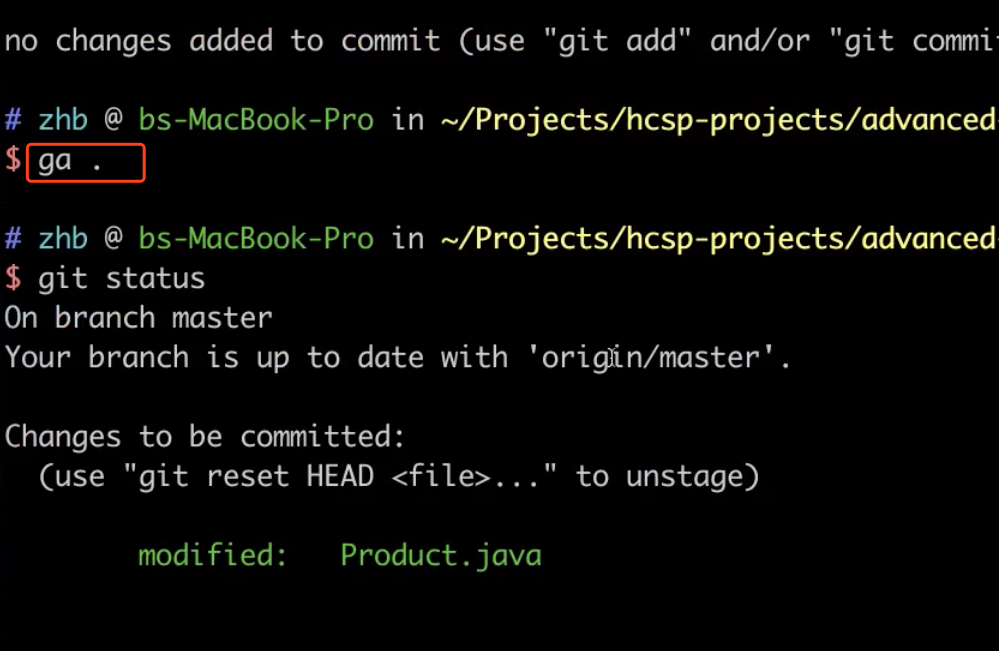 no changes added to commit (use "git add" and/or "git commi
# zhb @ bs-MacBook-Pro in ~/Projects/hcsp-projects/advanced
$ ga .
# zhb @ bs-MacBook-Pro in ~/Projects/hcsp-projects/advanced
$ git status
On branch master
Your branch is up to date with 'origin/master'.
Changes to be committed:
(use "git reset HEAD <file>..." to unstage)
modified: Product.java